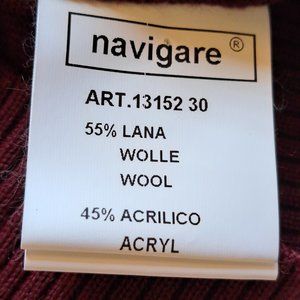 navigare ®
ART.13152 30
55% LANA
WOLLE
WOOL
45% ACRILICO
ACRYL